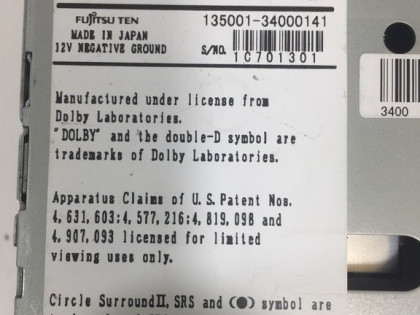 FUJITSU TEN
135001-34000141
MADE IN JAPAN
12V NEGATIVE GROUND
S/NO.
1C701301
3400
Manufactured under license from
Dolby Laboratories.
"DOLBY" and the double-D symbol are
trademarks of Dolby Laboratories.
Apparatus Claims of U.S. Patent Nos.
4,631,603:4,577,216:4,819,098 and
4,907,093 licensed for limited
viewing uses only.
Circle SurroundⅡ, SRS and (●) symbol are